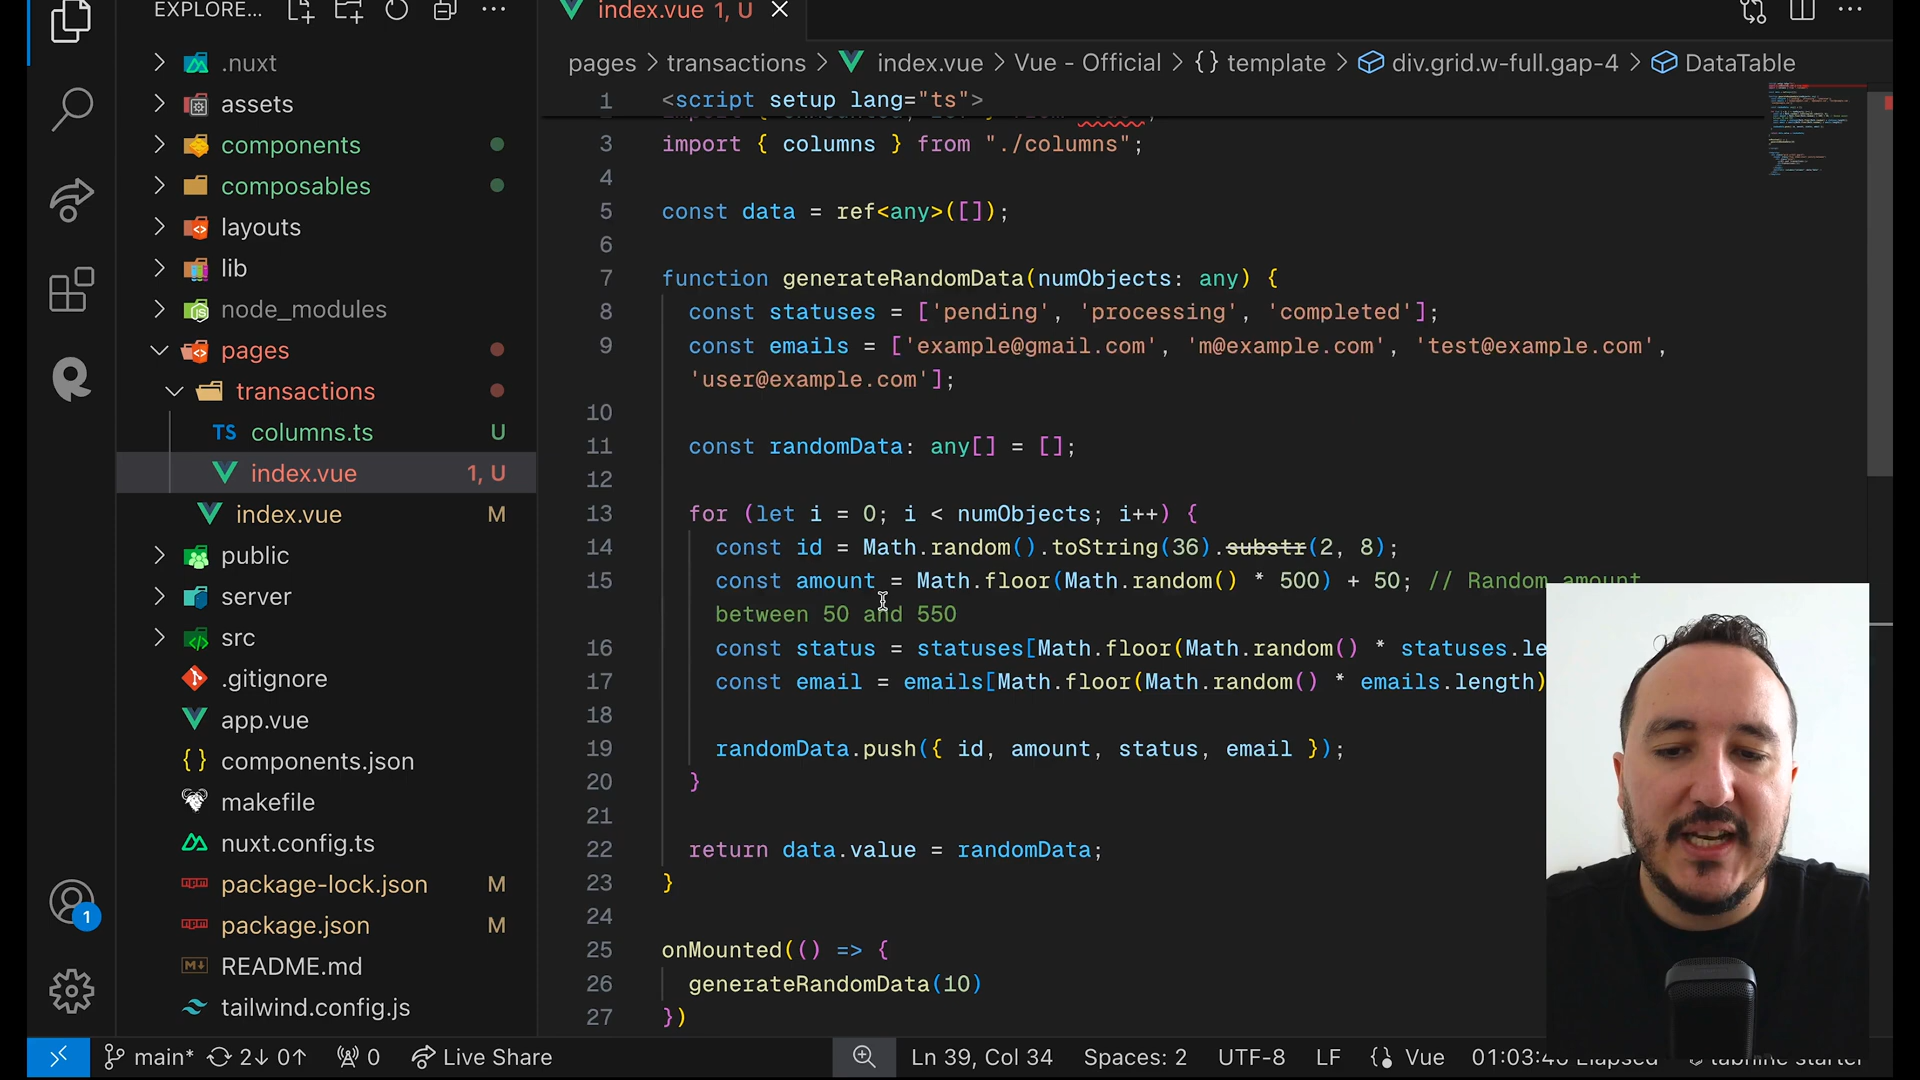 EXPLORE...
index.vue 1, U
pages > transactions > index.vue > Vue - Official > {} template > div.grid.w-full.gap-4 > DataTable
.nuxt
assets
components
composables
layouts
lib
node_modules
pages
transactions
TS columns.ts U
index.vue 1, U
index.vue M
public
server
src
.gitignore
app.vue
{} components.json
makefile
nuxt.config.ts
package-lock.json M
package.json M
README.md
tailwind.config.js
1 <script setup lang="ts">
3 import { columns } from "./columns";
4
5 const data = ref<any>([]);
6
7 function generateRandomData(numObjects: any) {
8 const statuses = ['pending', 'processing', 'completed'];
9 const emails = ['example@gmail.com', 'm@example.com', 'test@example.com',
'user@example.com'];
10
11 const randomData: any[] = [];
12
13 for (let i = 0; i < numObjects; i++) {
14 const id = Math.random().toString(36).substr(2, 8);
15 const amount = Math.floor(Math.random() * 500) + 50; // Random amount
between 50 and 550
16 const status = statuses[Math.floor(Math.random() * statuses.le
17 const email = emails[Math.floor(Math.random() * emails.length)
18
19 randomData.push({ id, amount, status, email });
20 }
21
22 return data.value = randomData;
23 }
24
25 onMounted(() => {
26 generateRandomData(10)
27 })
1
main* 2↓ 0↑ 0 Live Share Ln 39, Col 34 Spaces: 2 UTF-8 LF Vue